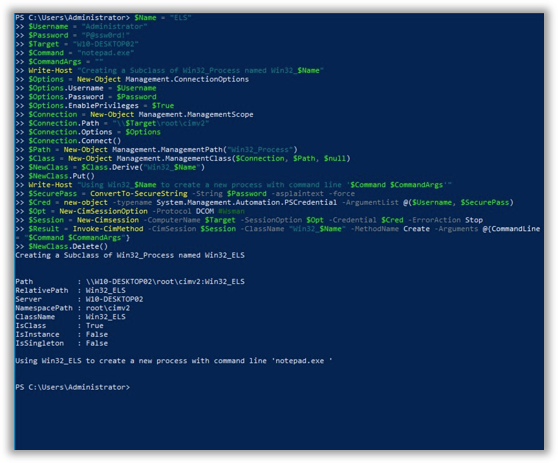 PS C:\Users\Administrator> $Name = "ELS"
>> $Username = "Administrator"
>> $Password = "P@ssw0rd!"
>> $Target = "W10-DESKTOP02"
>> $Command = "notepad.exe"
>> $CommandArgs = ""
>> Write-Host "Creating a Subclass of Win32_Process named Win32_$Name"
>> $Options = New-Object Management.ConnectionOptions
>> $Options.Username = $Username
>> $Options.Password = $Password
>> $Options.EnablePrivileges = $True
>> $Connection = New-Object Management.ManagementScope
>> $Connection.Path = "\\$Target\root\cimv2"
>> $Connection.Options = $Options
>> $Connection.Connect()
>> $Path = New-Object Management.ManagementPath("Win32_Process")
>> $Class = New-Object Management.ManagementClass($Connection, $Path, $null)
>> $NewClass = $Class.Derive("Win32_$Name")
>> $NewClass.Put()
>> Write-Host "Using Win32_$Name to create a new process with command line '$Command $CommandArgs'"
>> $SecurePass = ConvertTo-SecureString -String $Password -asplaintext -force
>> $Cred = new-object -typename System.Management.Automation.PSCredential -ArgumentList @($Username, $SecurePass)
>> $Opt = New-CimSessionOption -Protocol DCOM #Wsman
>> $Session = New-Cimsession -ComputerName $Target -SessionOption $Opt -Credential $Cred -ErrorAction Stop
>> $Result = Invoke-CimMethod -CimSession $Session -ClassName "Win32_$Name" -MethodName Create -Arguments @{CommandLine
= "$Command $CommandArgs"}
>> $NewClass.Delete()
Creating a Subclass of Win32_Process named Win32_ELS
Path : \\W10-DESKTOP02\root\cimv2:Win32_ELS
RelativePath : Win32_ELS
Server : W10-DESKTOP02
NamespacePath : root\cimv2
ClassName : Win32_ELS
IsClass : True
IsInstance : False
IsSingleton : False
Using Win32_ELS to create a new process with command line 'notepad.exe '
PS C:\Users\Administrator>